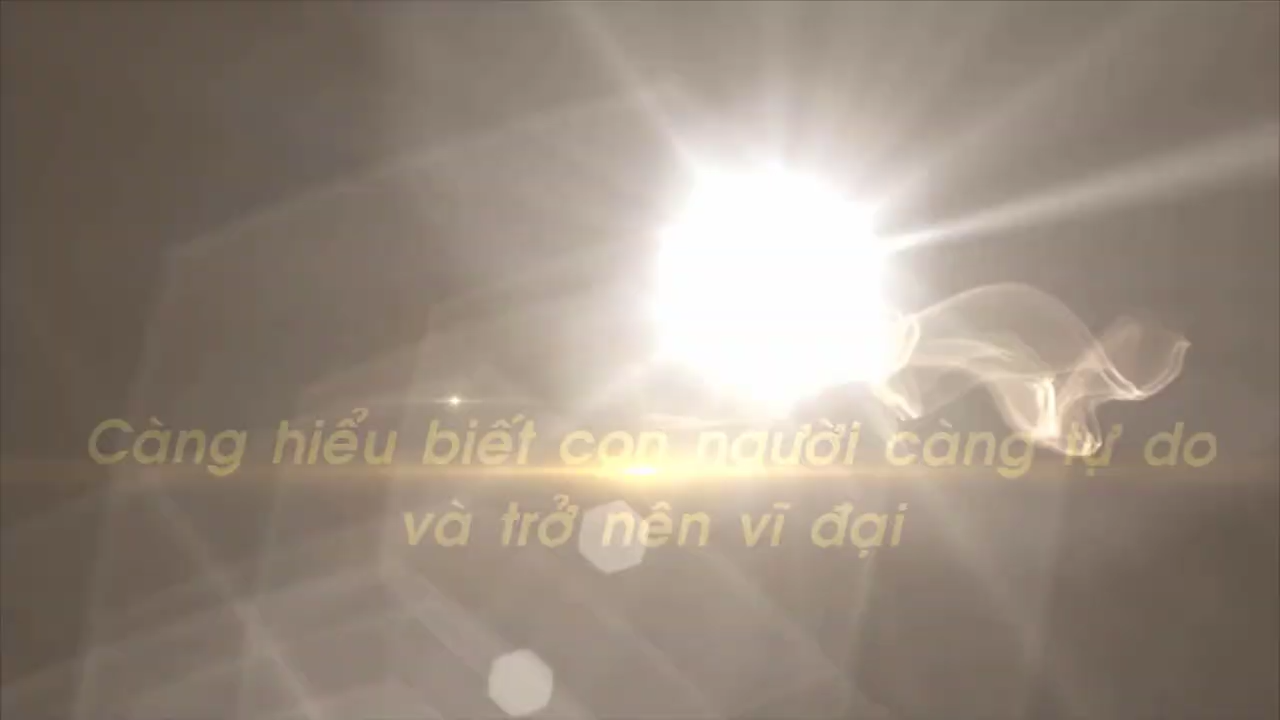 Càng hiểu biết con người càng tự do
và trở nên vĩ đại